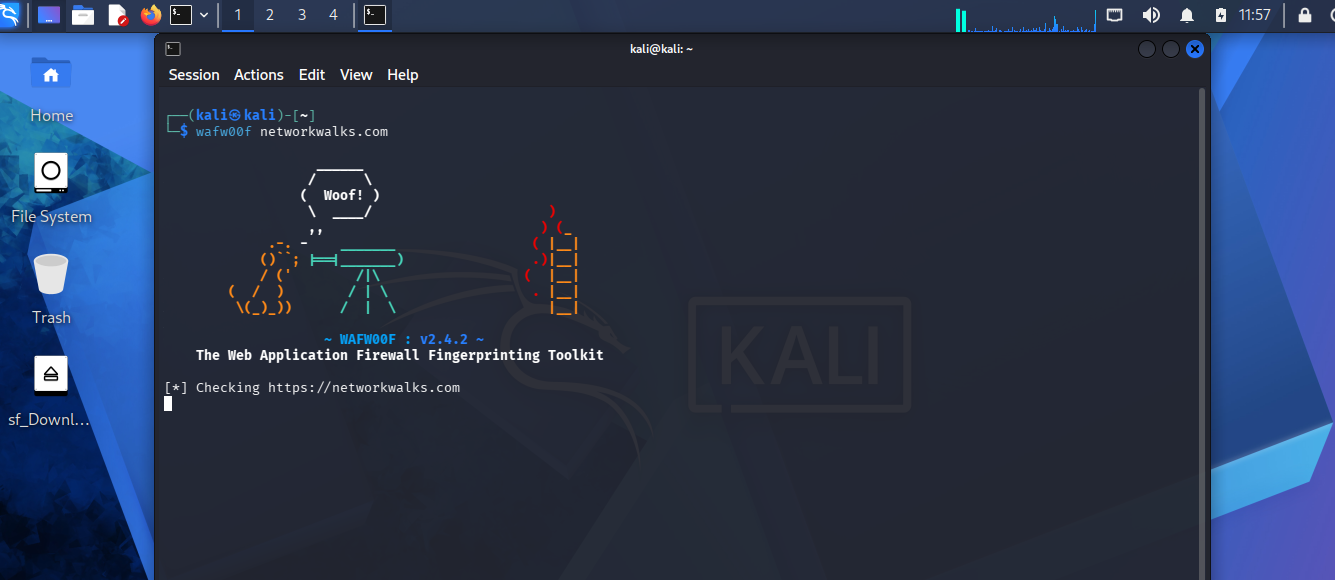 1 2 3 4
11:57
kali@kali: ~
Session Actions Edit View Help
Home
File System
Trash
sf_Downl...
(kali㉿kali)-[~]
$ wafw00f networkwalks.com
Woof!
~ WAFW00F : v2.4.2 ~
The Web Application Firewall Fingerprinting Toolkit
[*] Checking https://networkwalks.com
KALI